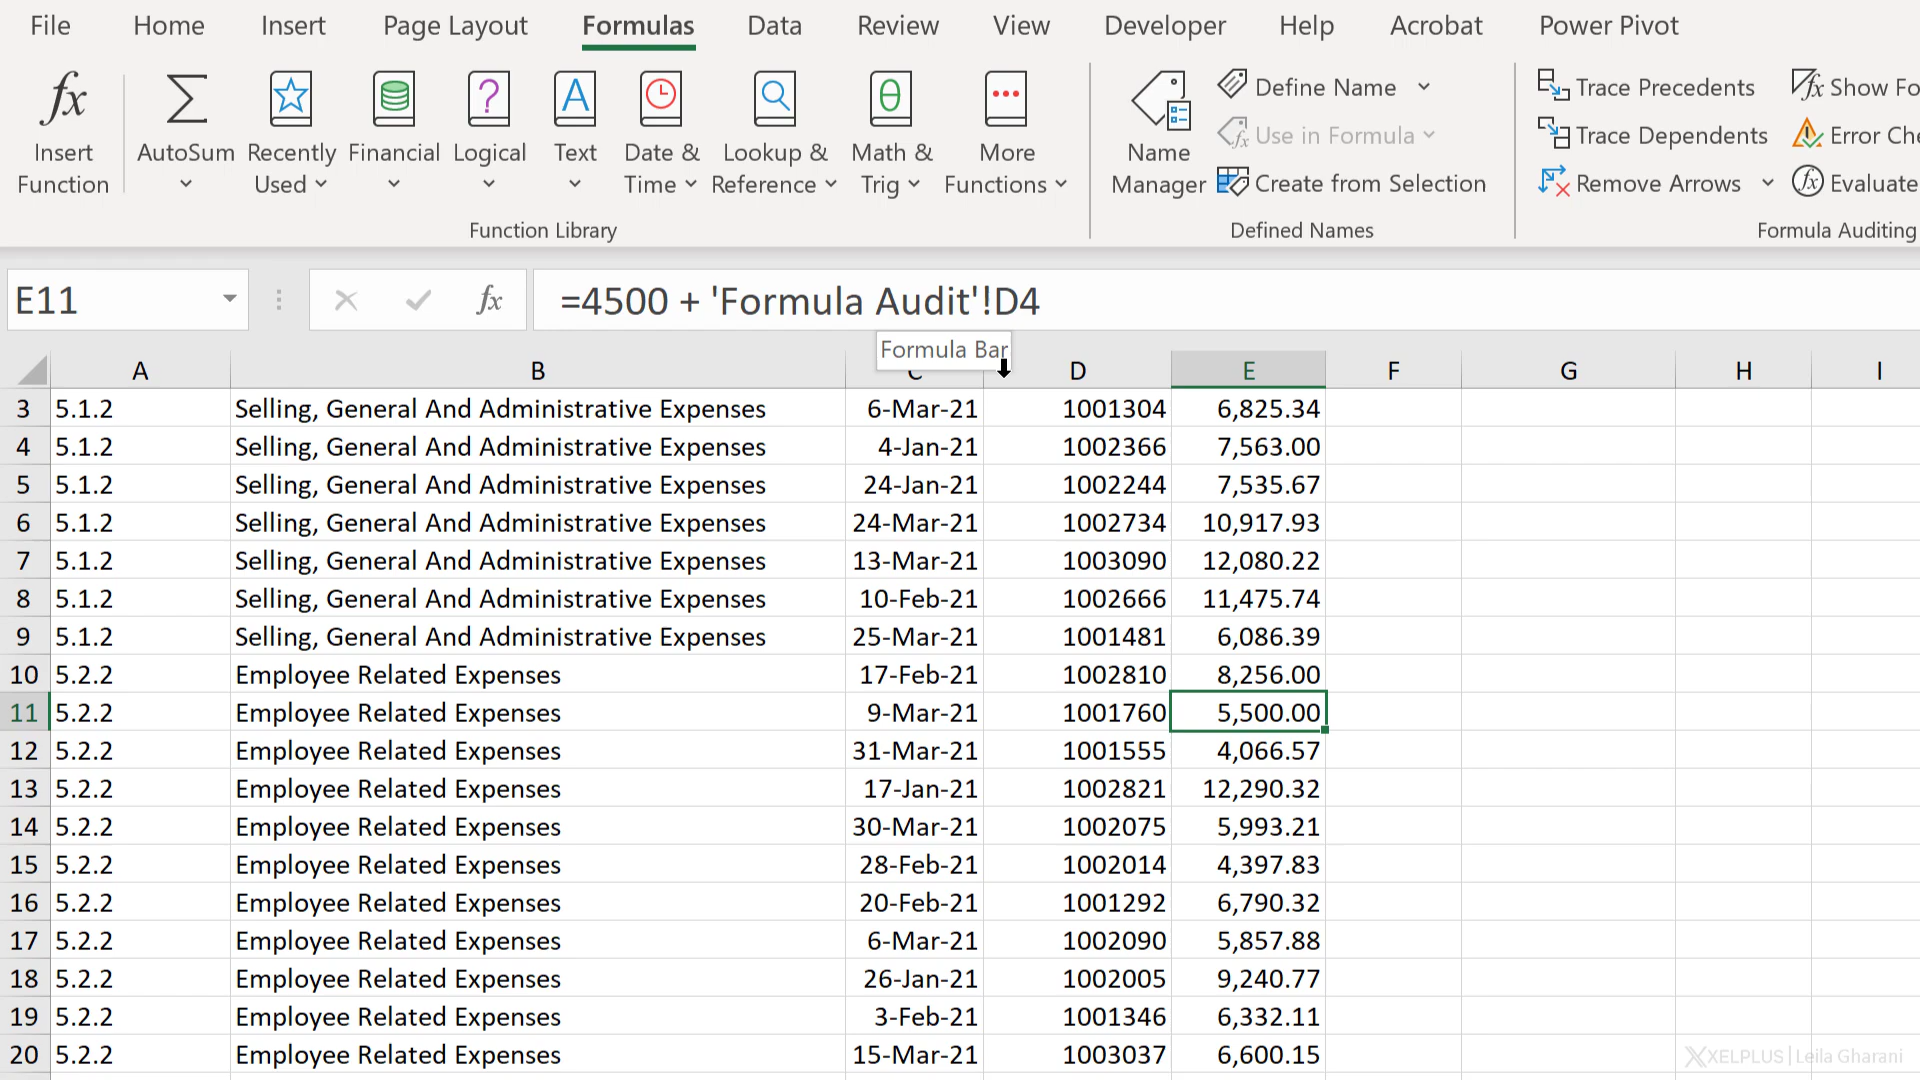 File Home Insert Page Layout Formulas Data Review View Developer Help Acrobat Power Pivot
fx Insert Function
AutoSum
Recently Used
Financial
Logical
Text
Date & Time
Lookup & Reference
Math & Trig
More Functions
Function Library
Name Manager
Define Name
Use in Formula
Create from Selection
Defined Names
Trace Precedents
Trace Dependents
Remove Arrows
Show Fo
Error Che
Evaluate
Formula Auditing
E11 fx =4500 + 'Formula Audit'!D4
Formula Bar
A B C D E F G H I
3 5.1.2 Selling, General And Administrative Expenses 6-Mar-21 1001304 6,825.34
4 5.1.2 Selling, General And Administrative Expenses 4-Jan-21 1002366 7,563.00
5 5.1.2 Selling, General And Administrative Expenses 24-Jan-21 1002244 7,535.67
6 5.1.2 Selling, General And Administrative Expenses 24-Mar-21 1002734 10,917.93
7 5.1.2 Selling, General And Administrative Expenses 13-Mar-21 1003090 12,080.22
8 5.1.2 Selling, General And Administrative Expenses 10-Feb-21 1002666 11,475.74
9 5.1.2 Selling, General And Administrative Expenses 25-Mar-21 1001481 6,086.39
10 5.2.2 Employee Related Expenses 17-Feb-21 1002810 8,256.00
11 5.2.2 Employee Related Expenses 9-Mar-21 1001760 5,500.00
12 5.2.2 Employee Related Expenses 31-Mar-21 1001555 4,066.57
13 5.2.2 Employee Related Expenses 17-Jan-21 1002821 12,290.32
14 5.2.2 Employee Related Expenses 30-Mar-21 1002075 5,993.21
15 5.2.2 Employee Related Expenses 28-Feb-21 1002014 4,397.83
16 5.2.2 Employee Related Expenses 20-Feb-21 1001292 6,790.32
17 5.2.2 Employee Related Expenses 6-Mar-21 1002090 5,857.88
18 5.2.2 Employee Related Expenses 26-Jan-21 1002005 9,240.77
19 5.2.2 Employee Related Expenses 3-Feb-21 1001346 6,332.11
20 5.2.2 Employee Related Expenses 15-Mar-21 1003037 6,600.15
XELPLUS | Leila Gharani